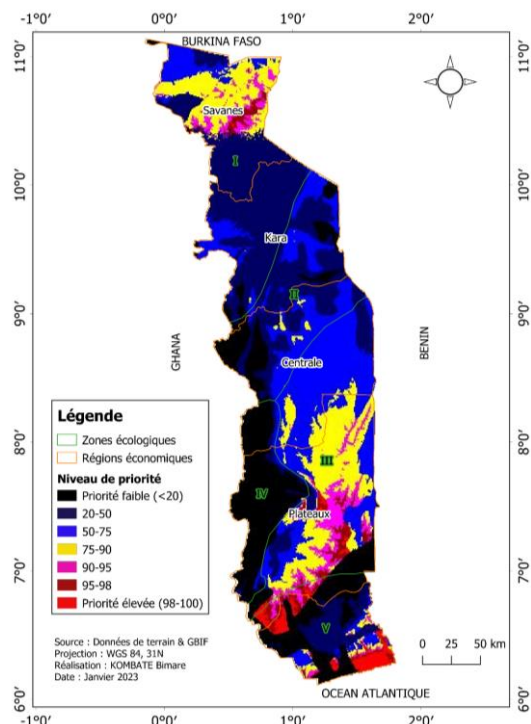 -1°0' 0°0' 1°0' 2°0'
BURKINA FASO
11°0' 11°0'
Savanes
I
10°0' 10°0'
Kara
II
9°0' 9°0'
GHANA
BENIN
Centrale
8°0' 8°0'
III
IV
Plateaux
7°0' 7°0'
V
6°0' 6°0'
Légende
Zones écologiques
Régions économiques
Niveau de priorité
Priorité faible (<20)
20-50
50-75
75-90
90-95
95-98
Priorité élevée (98-100)
Source : Données de terrain & GBIF
Projection : WGS 84, 31N
Réalisation : KOMBATE Bimare
Date : Janvier 2023
0 25 50 km
OCEAN ATLANTIQUE
-1°0' 0°0' 1°0' 2°0'